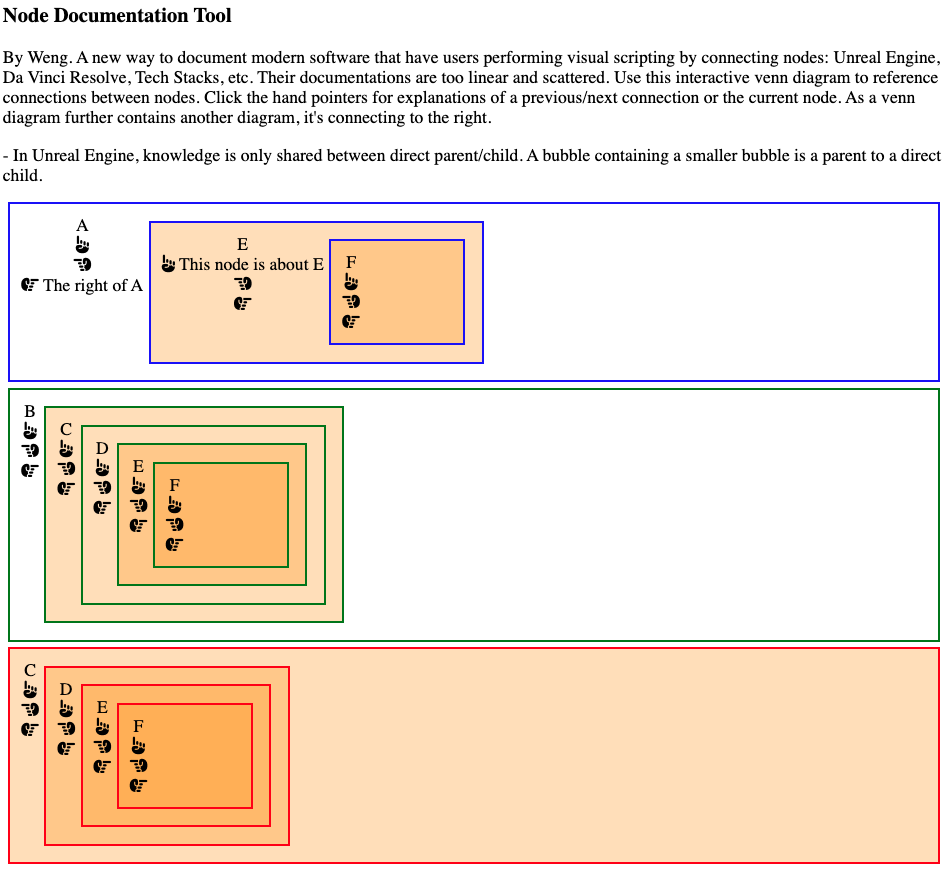 Node Documentation Tool
By Weng. A new way to document modern software that have users performing visual scripting by connecting nodes: Unreal Engine,
Da Vinci Resolve, Tech Stacks, etc. Their documentations are too linear and scattered. Use this interactive venn diagram to reference
connections between nodes. Click the hand pointers for explanations of a previous/next connection or the current node. As a venn
diagram further contains another diagram, it's connecting to the right.
- In Unreal Engine, knowledge is only shared between direct parent/child. A bubble containing a smaller bubble is a parent to a direct
child.
A
The right of A
E
This node is about E
F
B
C
D
E
F
C
D
E
F